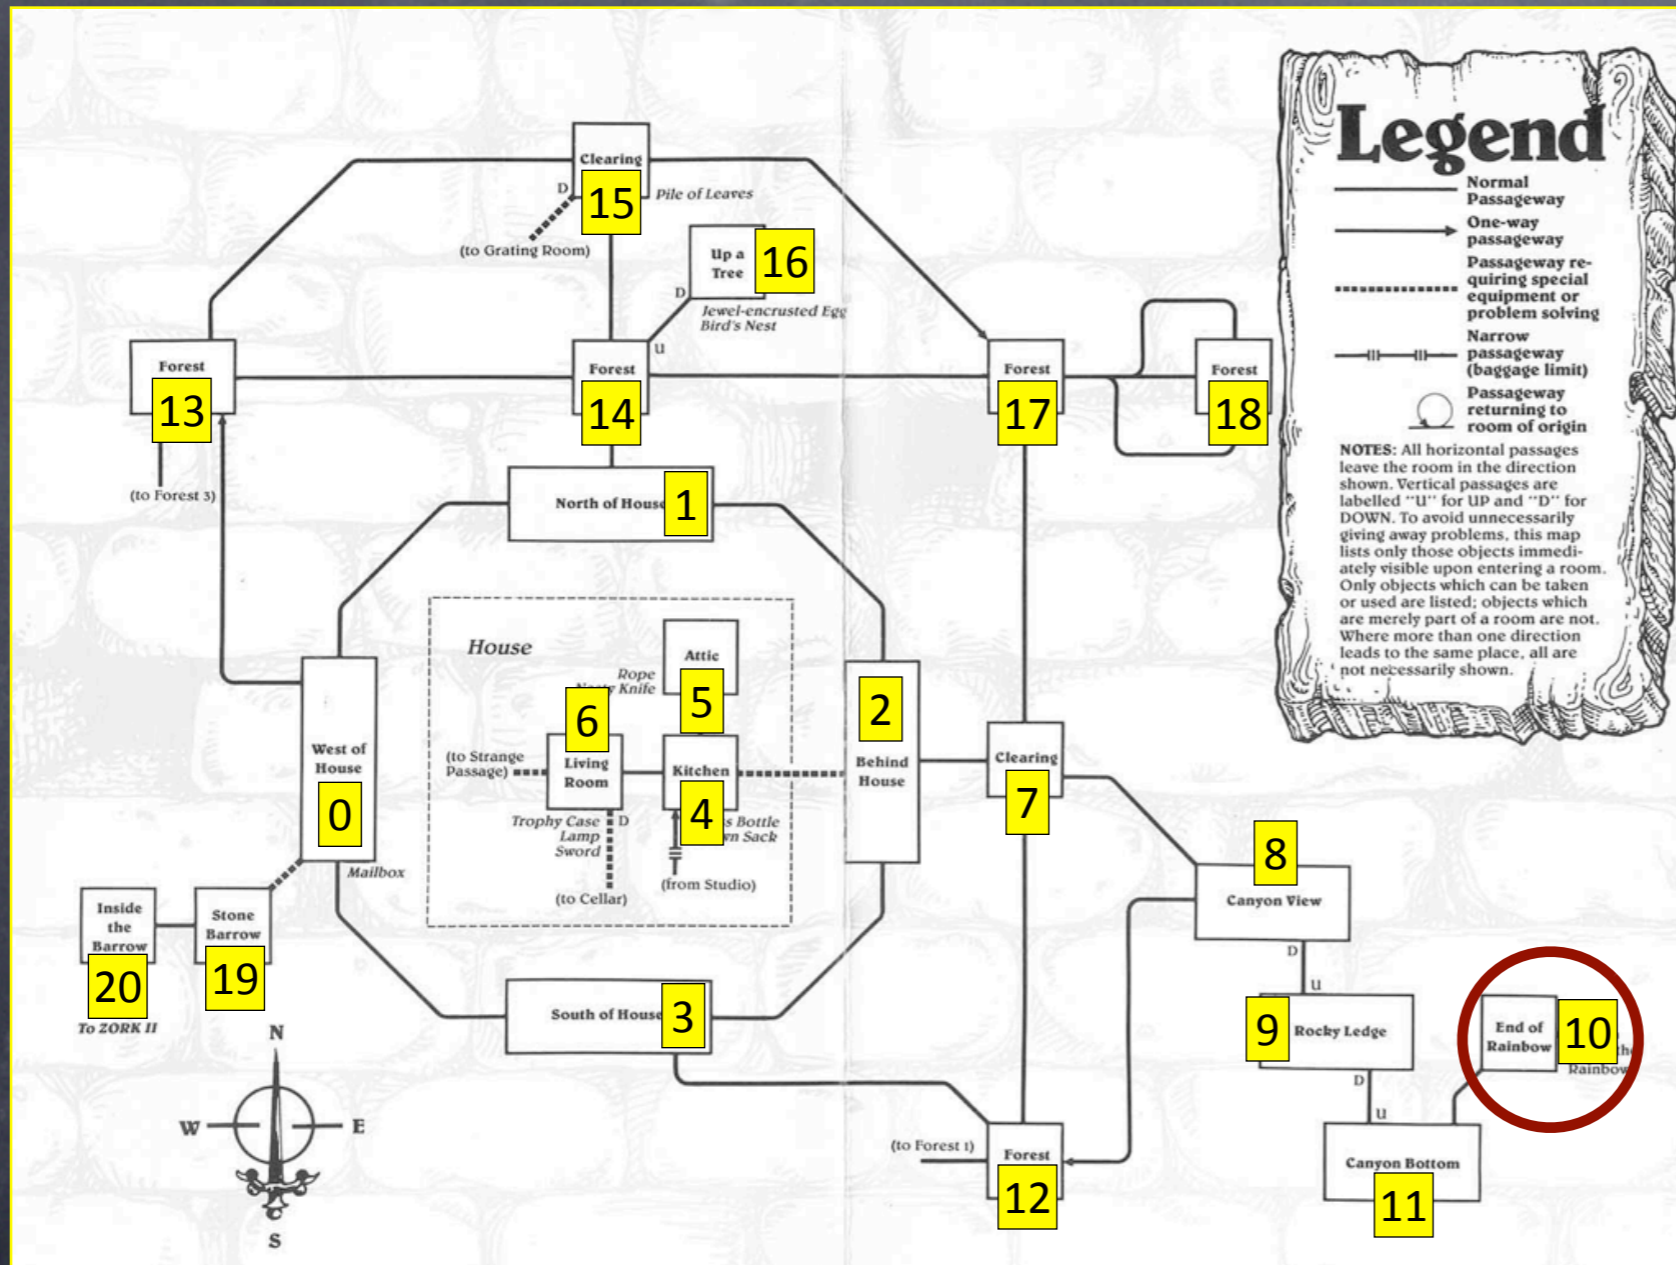 Legend
Normal
Passageway
One-way
passageway
Passageway re-
quiring special
equipment or
problem solving
Narrow
passageway
(baggage limit)
Passageway
returning to
room of origin
NOTES: All horizontal passages
leave the room in the direction
shown. Vertical passages are
labelled "U" for UP and "D" for
DOWN. To avoid unnecessarily
giving away problems, this map
lists only those objects immedi-
ately visible upon entering a room.
Only objects which can be taken
or used are listed; objects which
are merely part of a room are not.
Where more than one direction
leads to the same place, all are
not necessarily shown.
Clearing
15
D
Pile of Leaves
(to Grating Room)
Up a
Tree
16
D
Jewel-encrusted Egg
Bird's Nest
U
Forest
13
(to Forest 3)
Forest
14
Forest
17
Forest
18
North of House
1
House
Attic
5
Rope
Knife
6
Living
Room
(to Strange
Passage)
Kitchen
4
Trophy Case
Lamp
Sword
D
Bottle
Sack
(to Cellar)
(from Studio)
2
Behind
House
Clearing
7
West of
House
0
Mailbox
8
Canyon View
D
U
Inside
the
Barrow
20
To ZORK II
Stone
Barrow
19
South of House
3
9
Rocky Ledge
D
U
End of
Rainbow
10
Rainbow
N
W
E
S
(to Forest 1)
Forest
12
Canyon Bottom
11